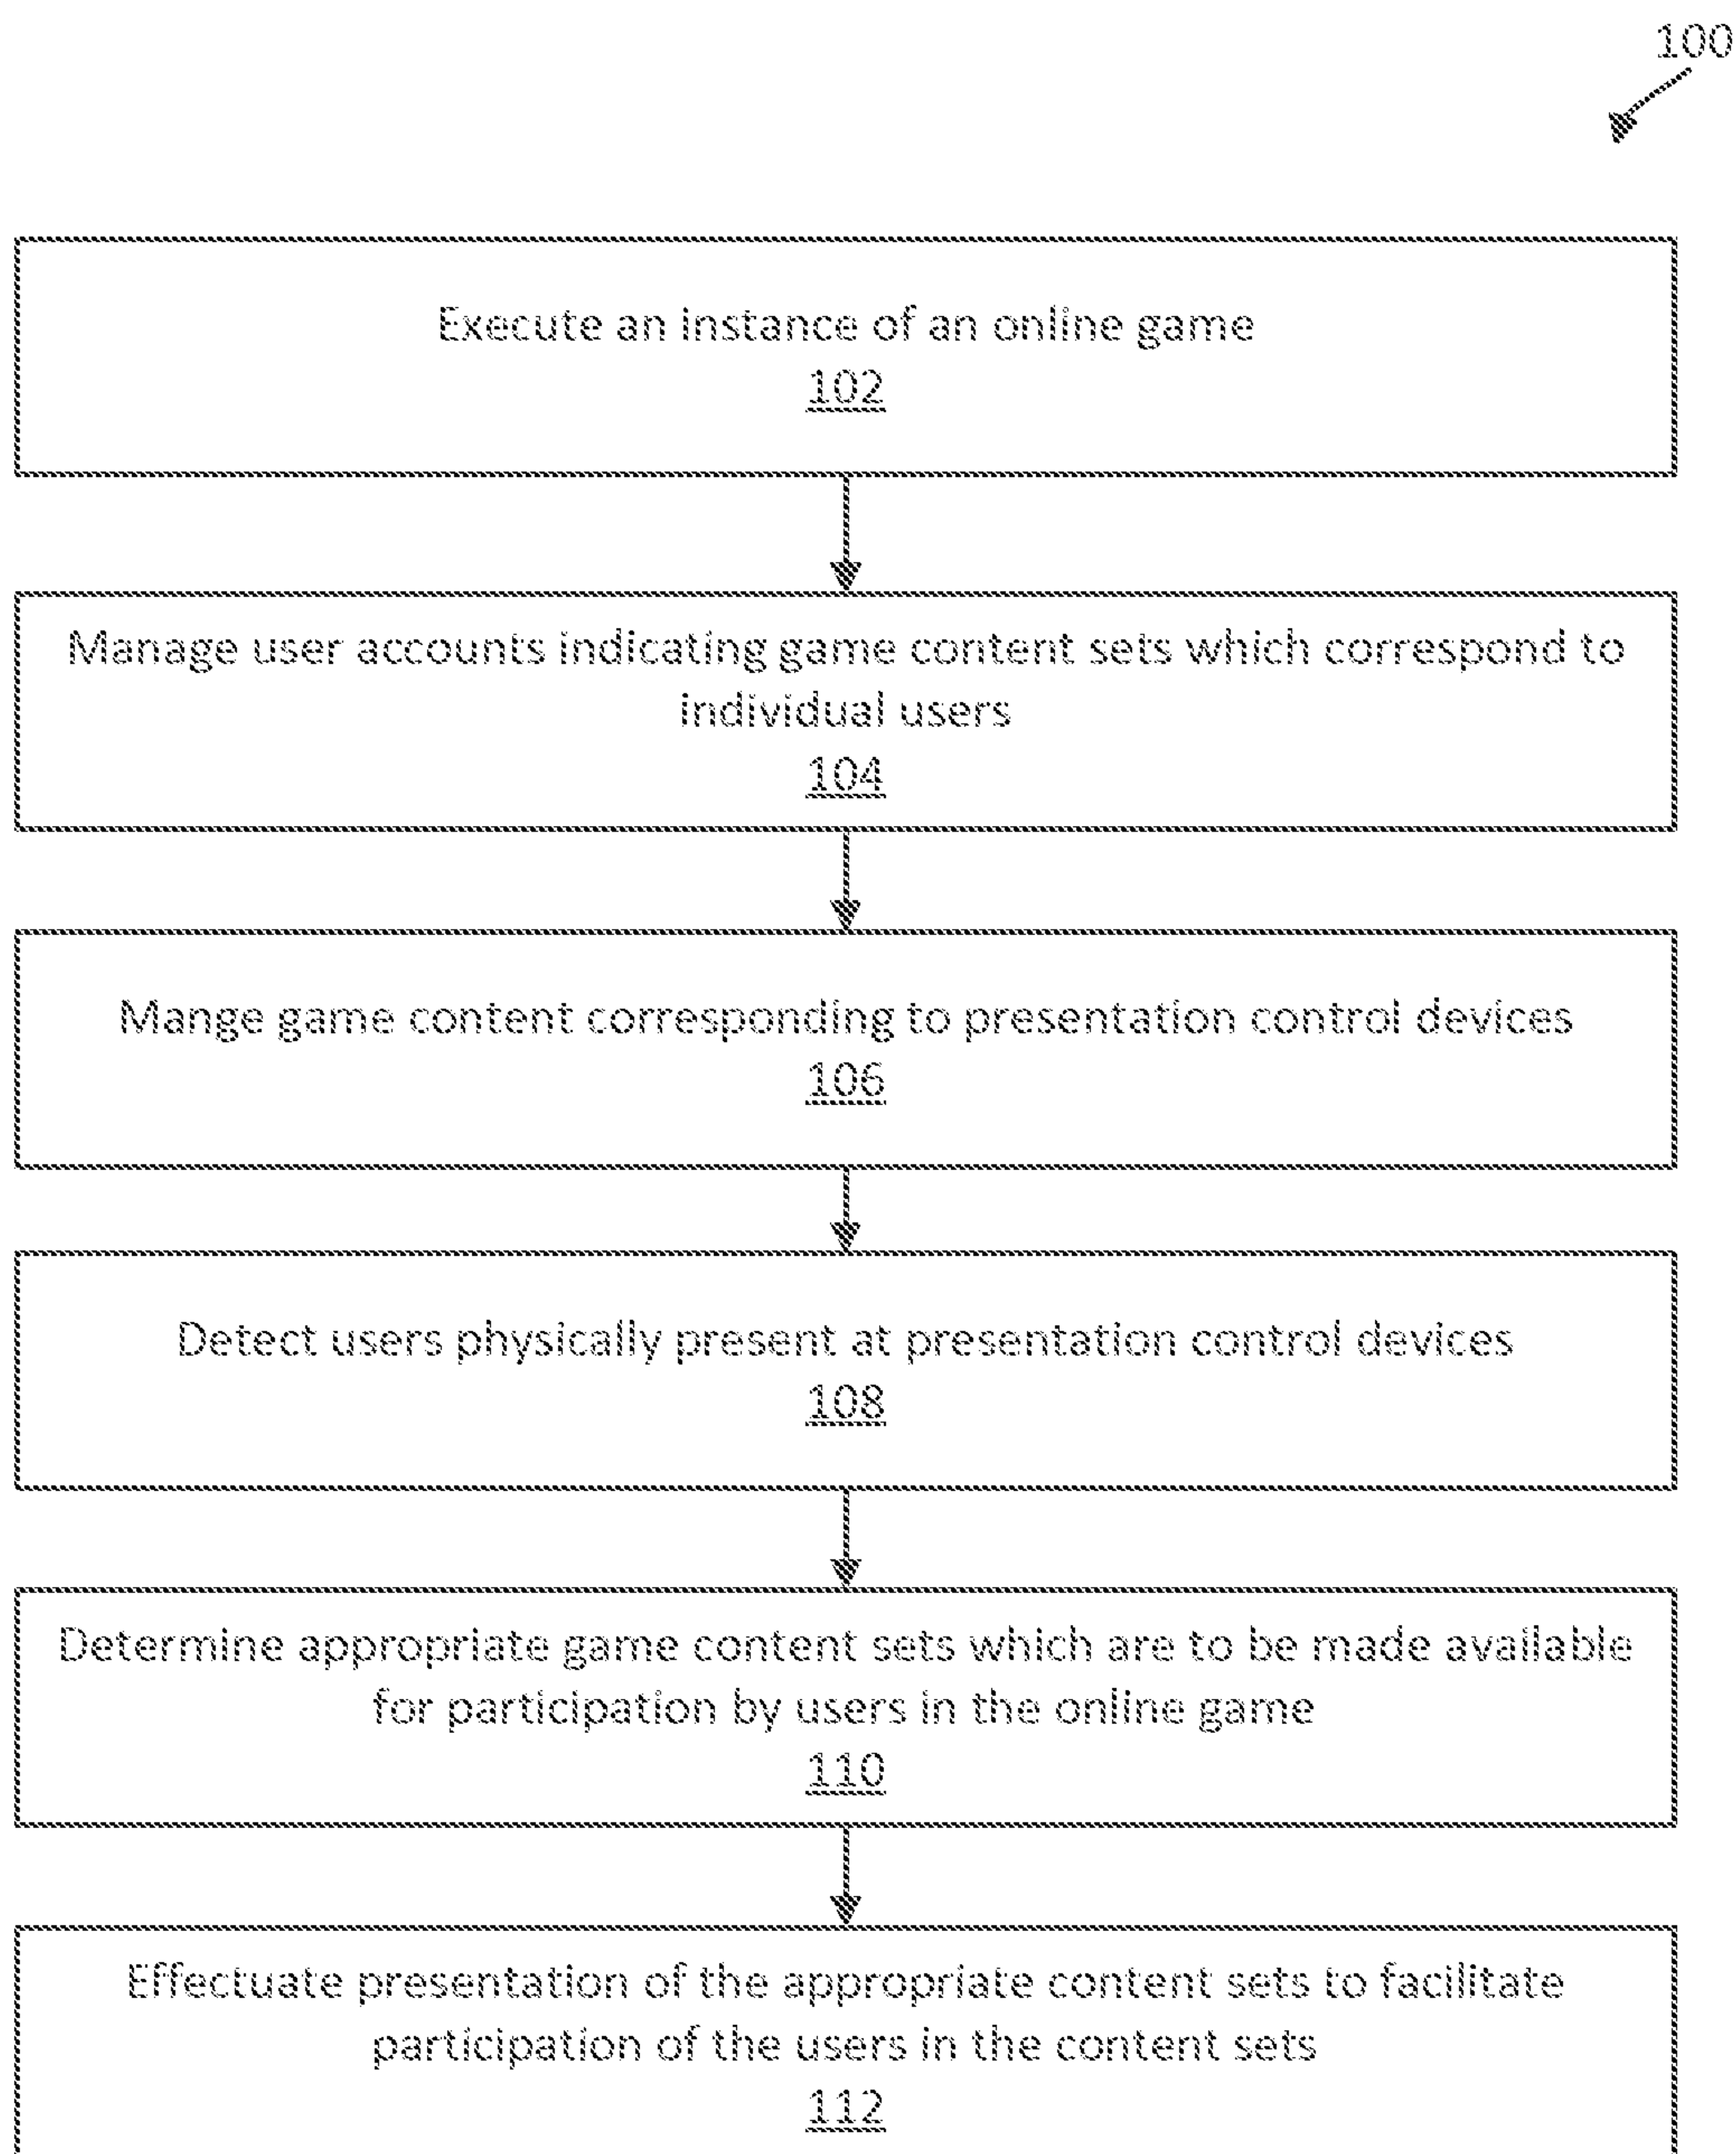 100
Execute an instance of an online game
102
Manage user accounts indicating game content sets which correspond to
individual users
104
Mange game content corresponding to presentation control devices
106
Detect users physically present at presentation control devices
108
Determine appropriate game content sets which are to be made available
for participation by users in the online game
110
Effectuate presentation of the appropriate content sets to facilitate
participation of the users in the content sets
112